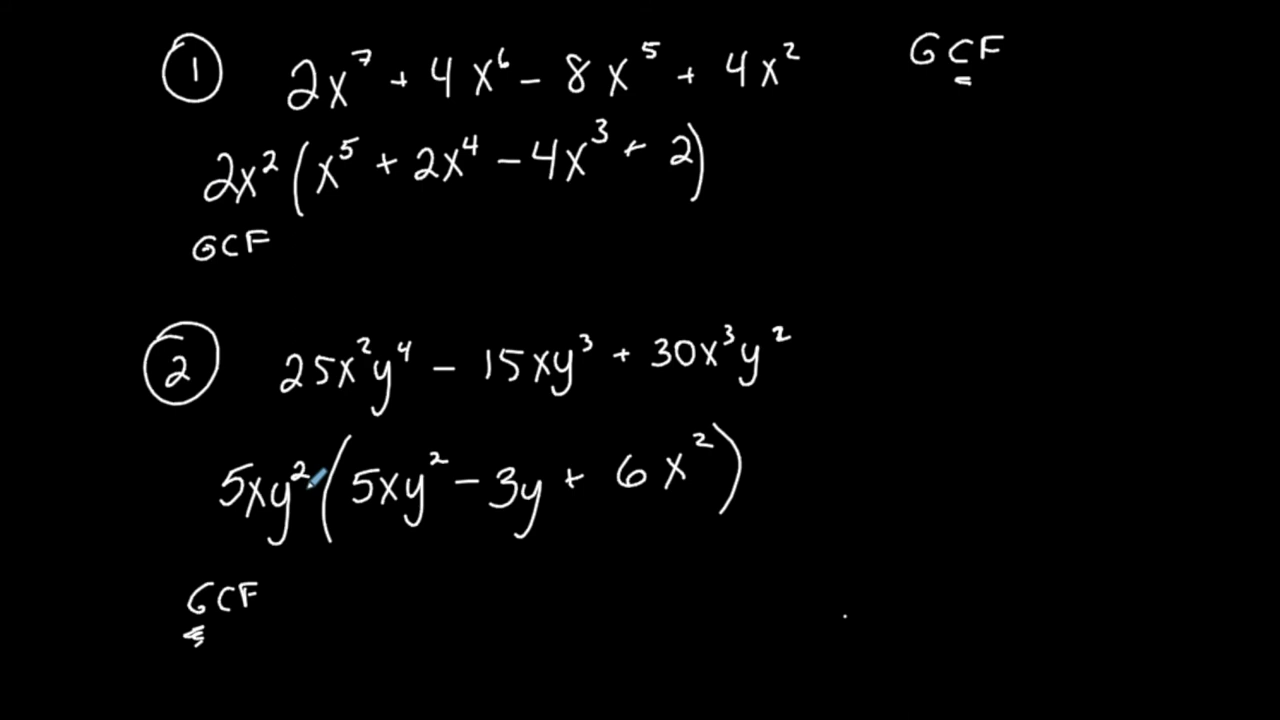 ① 2x⁷ + 4x⁶ - 8x⁵ + 4x² GCF
2x²(x⁵ + 2x⁴ - 4x³ + 2)
GCF
② 25x²y⁴ - 15xy³ + 30x³y²
5xy²(5xy² - 3y + 6x²)
GCF